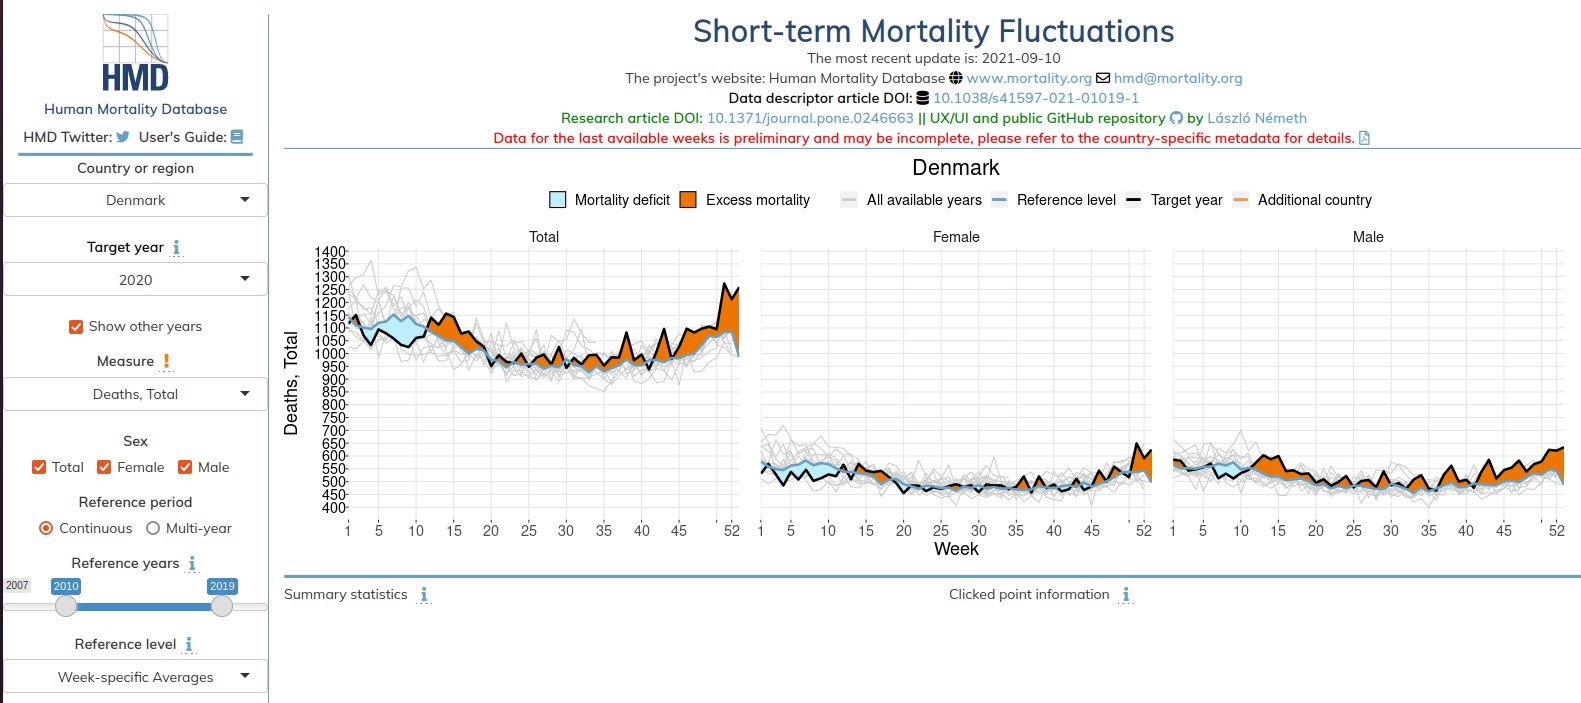 HMD
Human Mortality Database
HMD Twitter: User's Guide:
Country or region
Denmark
Target year
2020
Show other years
Measure
Deaths, Total
Sex
Total Female Male
Reference period
Continuous Multi-year
Reference years
2007 2010 2019
Reference level
Week-specific Averages
Short-term Mortality Fluctuations
The most recent update is: 2021-09-10
The project's website: Human Mortality Database www.mortality.org hmd@mortality.org
Data descriptor article DOI: 10.1038/s41597-021-01019-1
Research article DOI: 10.1371/journal.pone.0246663 || UX/UI and public GitHub repository by László Németh
Data for the last available weeks is preliminary and may be incomplete, please refer to the country-specific metadata for details.
Denmark
Mortality deficit Excess mortality All available years Reference level Target year Additional country
Total Female Male
Deaths, Total
1400
1350
1300
1250
1200
1150
1100
1050
1000
950
900
850
800
750
700
650
600
550
500
450
400
1 5 10 15 20 25 30 35 40 45 52 1 5 10 15 20 25 30 35 40 45 52 1 5 10 15 20 25 30 35 40 45 52
Week
Summary statistics Clicked point information